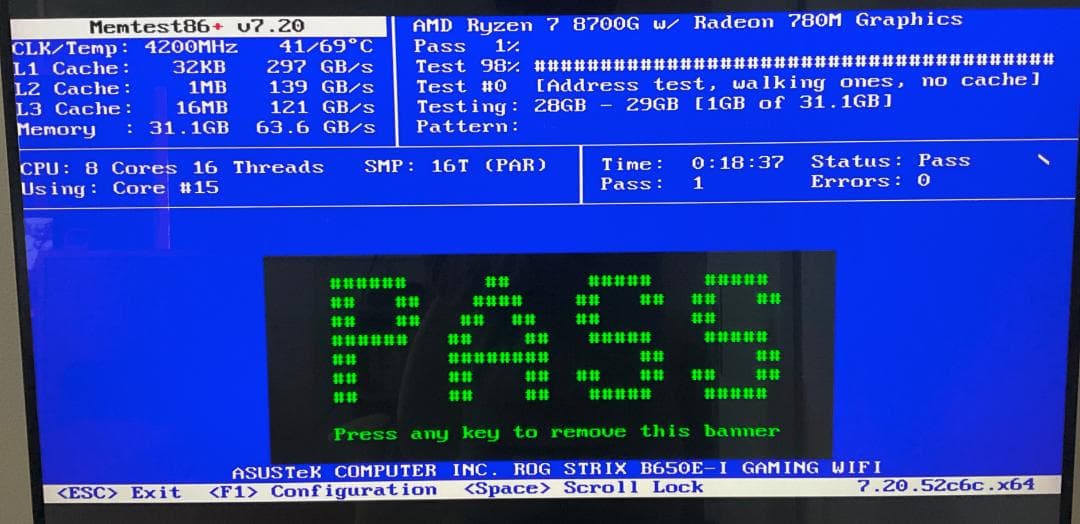 Memtest86+ v7.20
AMD Ryzen 7 8700G w/ Radeon 780M Graphics
CLK/Temp: 4200MHz 41/69°C
Pass 1%
L1 Cache: 32KB 297 GB/s
Test 98% ########################################
L2 Cache: 1MB 139 GB/s
Test #0 [Address test, walking ones, no cache]
L3 Cache: 16MB 121 GB/s
Testing: 28GB - 29GB [1GB of 31.1GB]
Memory : 31.1GB 63.6 GB/s
Pattern:
CPU: 8 Cores 16 Threads SMP: 16T (PAR)
Time: 0:18:37 Status: Pass \
Using: Core #15
Pass: 1 Errors: 0
PASS
Press any key to remove this banner
ASUSTeK COMPUTER INC. ROG STRIX B650E-I GAMING WIFI
<ESC> Exit <F1> Configuration <Space> Scroll Lock 7.20.52c6c.x64